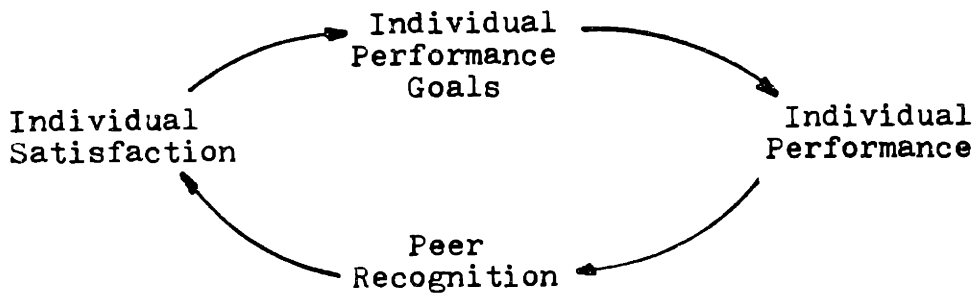 Individual
Performance
Goals
Individual
Satisfaction
Individual
Performance
Peer
Recognition